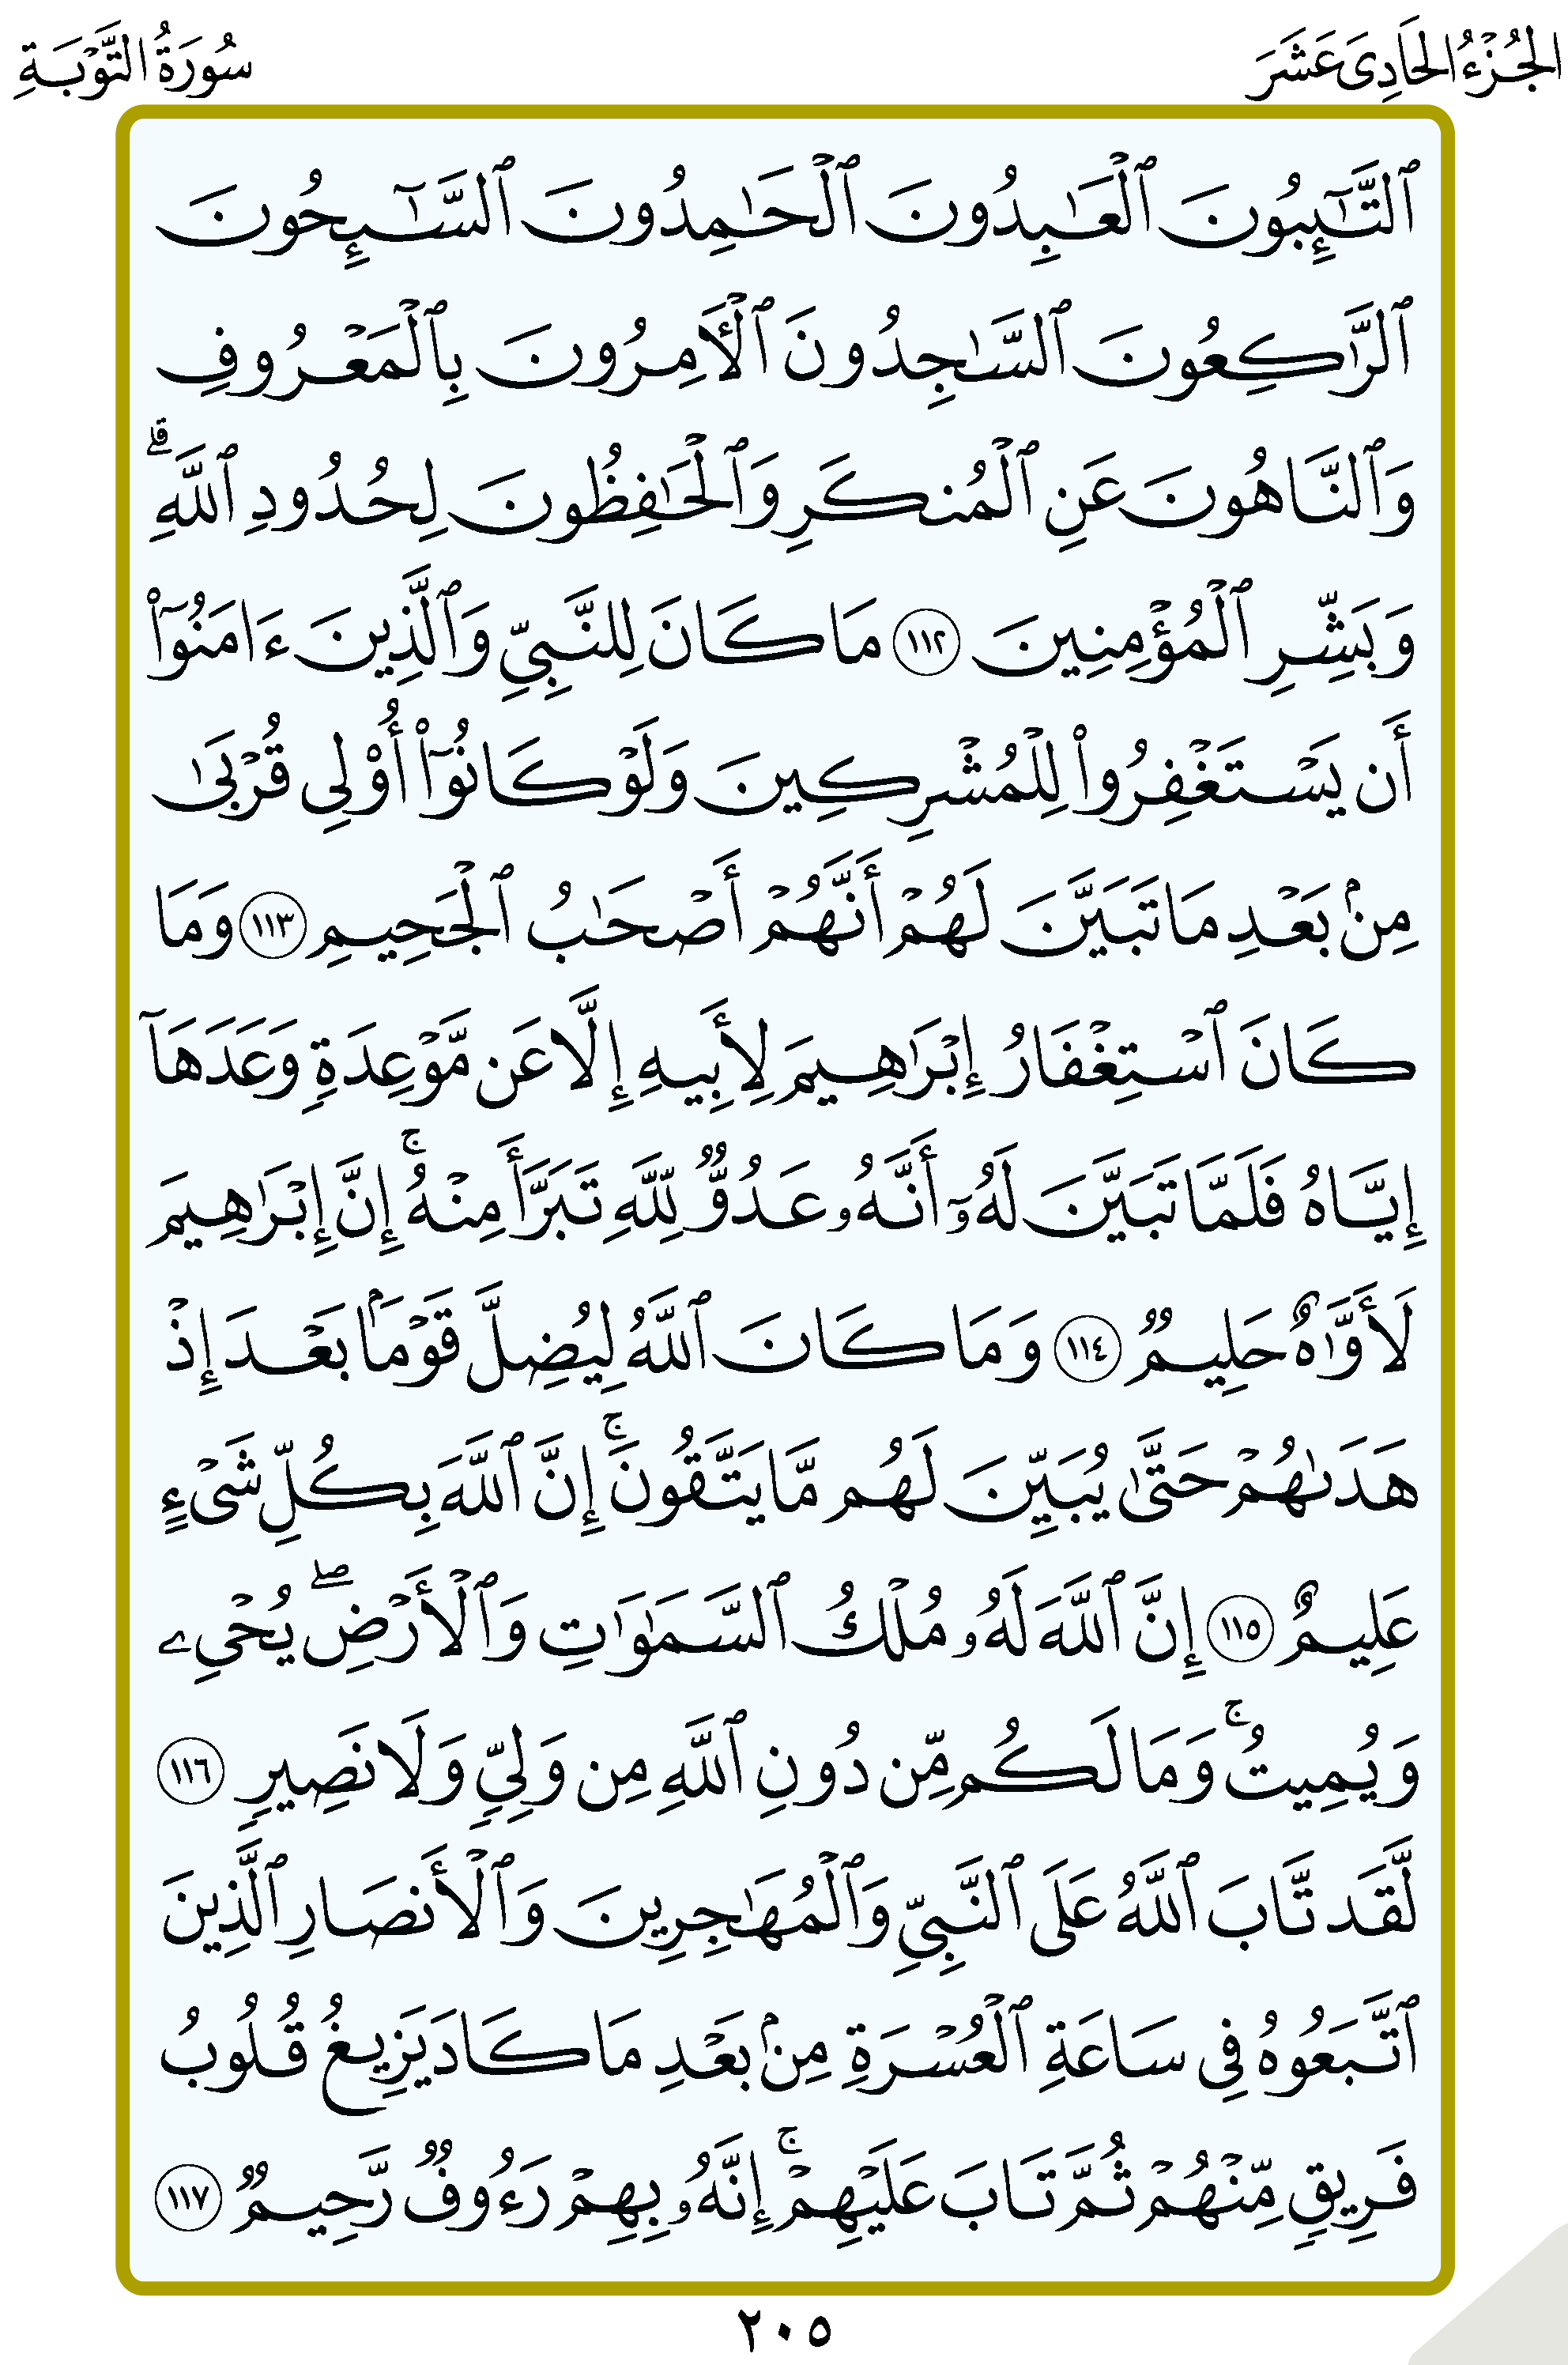 الجُزْءُ الحَادِىَ عَشَرَ سُورَةُ التَّوْبَةِ
ٱلتَّـٰٓئِبُونَ ٱلْعَـٰبِدُونَ ٱلْحَـٰمِدُونَ ٱلسَّـٰٓئِحُونَ
ٱلرَّٰكِعُونَ ٱلسَّـٰجِدُونَ ٱلْـَٔامِرُونَ بِٱلْمَعْرُوفِ
وَٱلنَّاهُونَ عَنِ ٱلْمُنكَرِ وَٱلْحَـٰفِظُونَ لِحُدُودِ ٱللَّهِ ۗ
وَبَشِّرِ ٱلْمُؤْمِنِينَ ١١٢ مَا كَانَ لِلنَّبِىِّ وَٱلَّذِينَ ءَامَنُوٓا۟
أَن يَسْتَغْفِرُوا۟ لِلْمُشْرِكِينَ وَلَوْ كَانُوٓا۟ أُو۟لِى قُرْبَىٰ
مِنۢ بَعْدِ مَا تَبَيَّنَ لَهُمْ أَنَّهُمْ أَصْحَـٰبُ ٱلْجَحِيمِ ١١٣ وَمَا
كَانَ ٱسْتِغْفَارُ إِبْرَٰهِيمَ لِأَبِيهِ إِلَّا عَن مَّوْعِدَةٍ وَعَدَهَآ
إِيَّاهُ فَلَمَّا تَبَيَّنَ لَهُۥٓ أَنَّهُۥ عَدُوٌّ لِّلَّهِ تَبَرَّأَ مِنْهُ ۚ إِنَّ إِبْرَٰهِيمَ
لَأَوَّٰهٌ حَلِيمٌ ١١٤ وَمَا كَانَ ٱللَّهُ لِيُضِلَّ قَوْمًۢا بَعْدَ إِذْ
هَدَىٰهُمْ حَتَّىٰ يُبَيِّنَ لَهُم مَّا يَتَّقُونَ ۚ إِنَّ ٱللَّهَ بِكُلِّ شَىْءٍ
عَلِيمٌ ١١٥ إِنَّ ٱللَّهَ لَهُۥ مُلْكُ ٱلسَّمَـٰوَٰتِ وَٱلْأَرْضِ ۖ يُحْىِۦ
وَيُمِيتُ ۚ وَمَا لَكُم مِّن دُونِ ٱللَّهِ مِن وَلِىٍّ وَلَا نَصِيرٍ ١١٦
لَّقَد تَّابَ ٱللَّهُ عَلَى ٱلنَّبِىِّ وَٱلْمُهَـٰجِرِينَ وَٱلْأَنصَارِ ٱلَّذِينَ
ٱتَّبَعُوهُ فِى سَاعَةِ ٱلْعُسْرَةِ مِنۢ بَعْدِ مَا كَادَ يَزِيغُ قُلُوبُ
فَرِيقٍ مِّنْهُمْ ثُمَّ تَابَ عَلَيْهِمْ ۚ إِنَّهُۥ بِهِمْ رَءُوفٌ رَّحِيمٌ ١١٧
٢٠٥